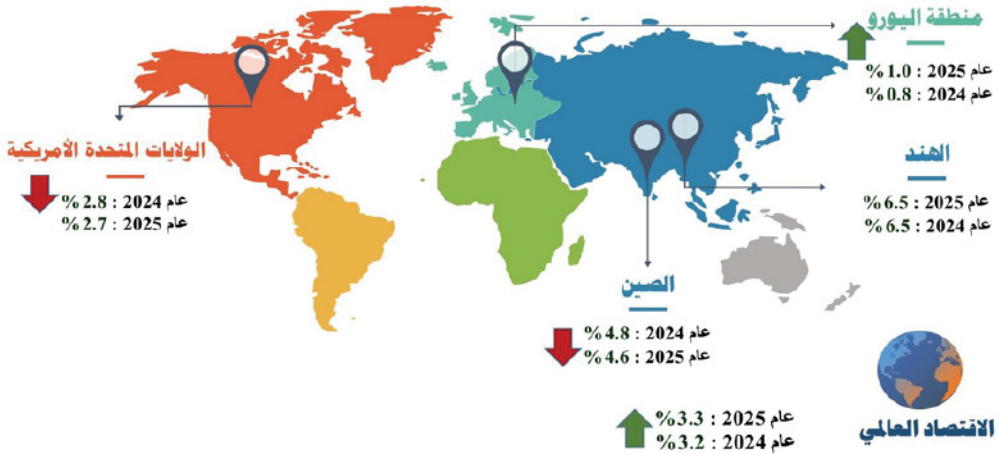 منطقة اليورو
عام 2025 : 1.0 %
عام 2024 : 0.8 %
الولايات المتحدة الأمريكية
عام 2024 : 2.8 %
عام 2025 : 2.7 %
الهند
عام 2025 : 6.5 %
عام 2024 : 6.5 %
الصين
عام 2024 : 4.8 %
عام 2025 : 4.6 %
عام 2025 : 3.3 %
عام 2024 : 3.2 %
الاقتصاد العالمي